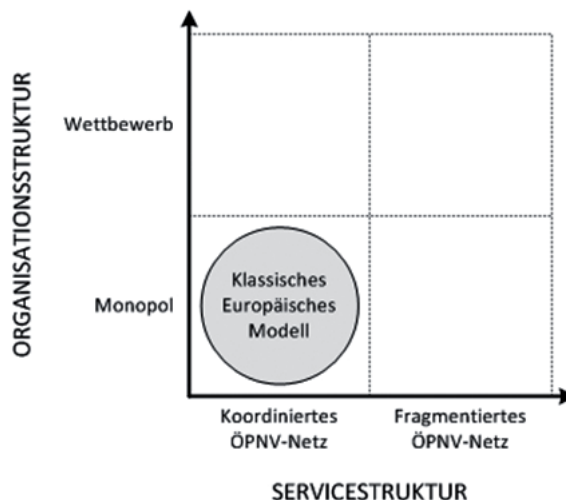 ORGANISATIONSSTRUKTUR
Wettbewerb
Monopol
Klassisches
Europäisches
Modell
Koordiniertes
ÖPNV-Netz
Fragmentiertes
ÖPNV-Netz
SERVICESTRUKTUR